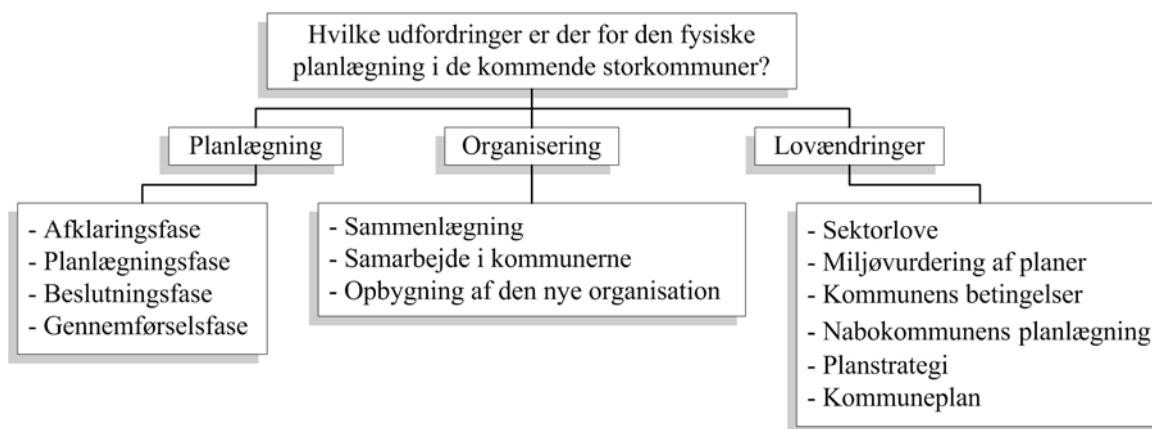 Hvilke udfordringer er der for den fysiske
planlægning i de kommende storkommuner?
Planlægning
Organisering
Lovændringer
- Afklaringsfase
- Planlægningsfase
- Beslutningsfase
- Gennemførselsfase
- Sammenlægning
- Samarbejde i kommunerne
- Opbygning af den nye organisation
- Sektorlove
- Miljøvurdering af planer
- Kommunens betingelser
- Nabokommunens planlægning
- Planstrategi
- Kommuneplan